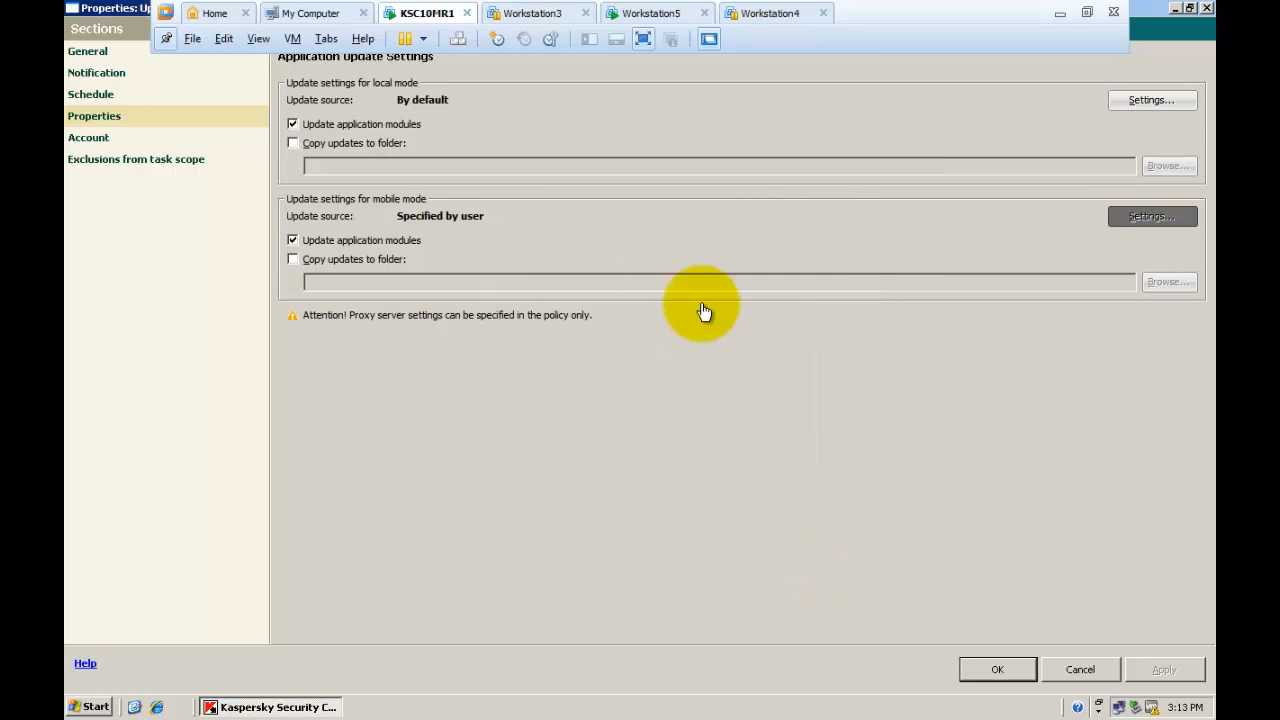 Properties: Up
Home
My Computer
KSC10MR1
Workstation3
Workstation5
Workstation4
File Edit View VM Tabs Help
Sections
General
Notification
Schedule
Properties
Account
Exclusions from task scope
Application Update Settings
Update settings for local mode
Update source: By default Settings...
Update application modules
Copy updates to folder:
Browse...
Update settings for mobile mode
Update source: Specified by user Settings...
Update application modules
Copy updates to folder:
Browse...
Attention! Proxy server settings can be specified in the policy only.
Help
OK Cancel Apply
Start Kaspersky Security C... 3:13 PM